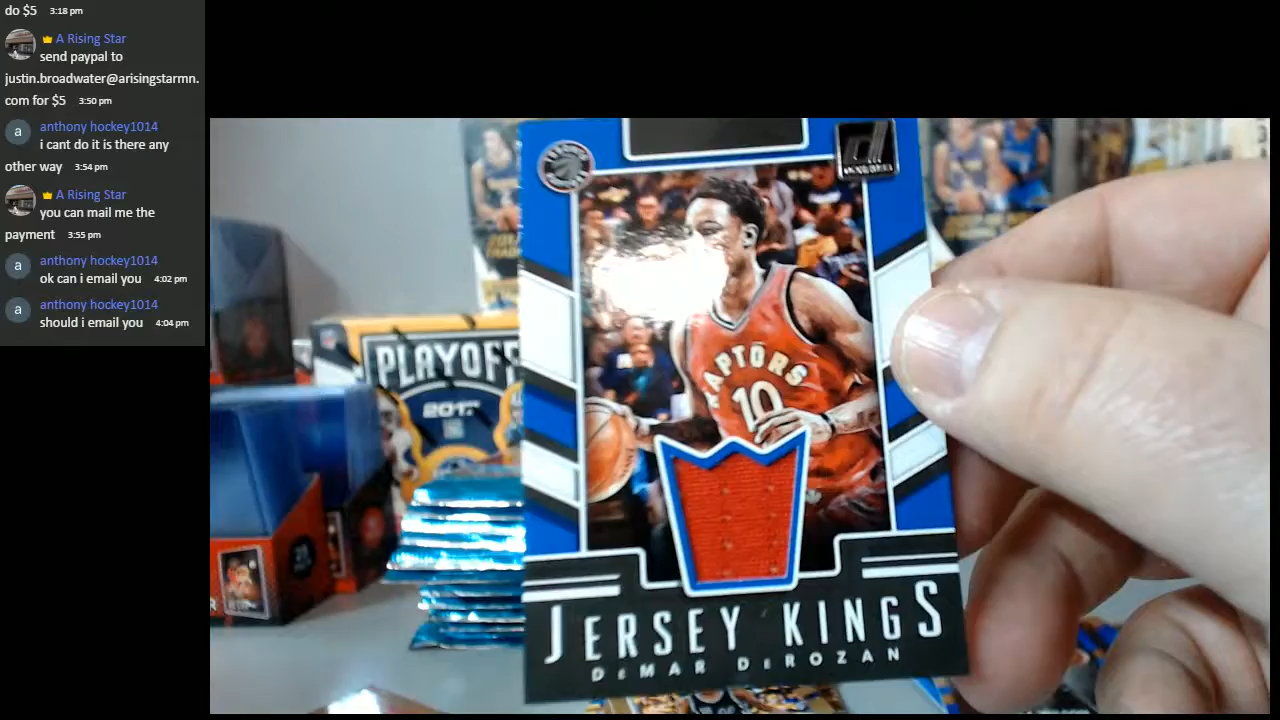 do $5 3:18 pm
A Rising Star
send paypal to
justin.broadwater@arisingstarmn.
com for $5 3:50 pm
a
anthony hockey1014
i cant do it is there any
other way 3:54 pm
A Rising Star
you can mail me the
payment 3:55 pm
a
anthony hockey1014
ok can i email you 4:02 pm
a
anthony hockey1014
should i email you 4:04 pm
PLAYOFF
2017
RAPTORS
10
JERSEY KINGS
DeMAR DeROZAN